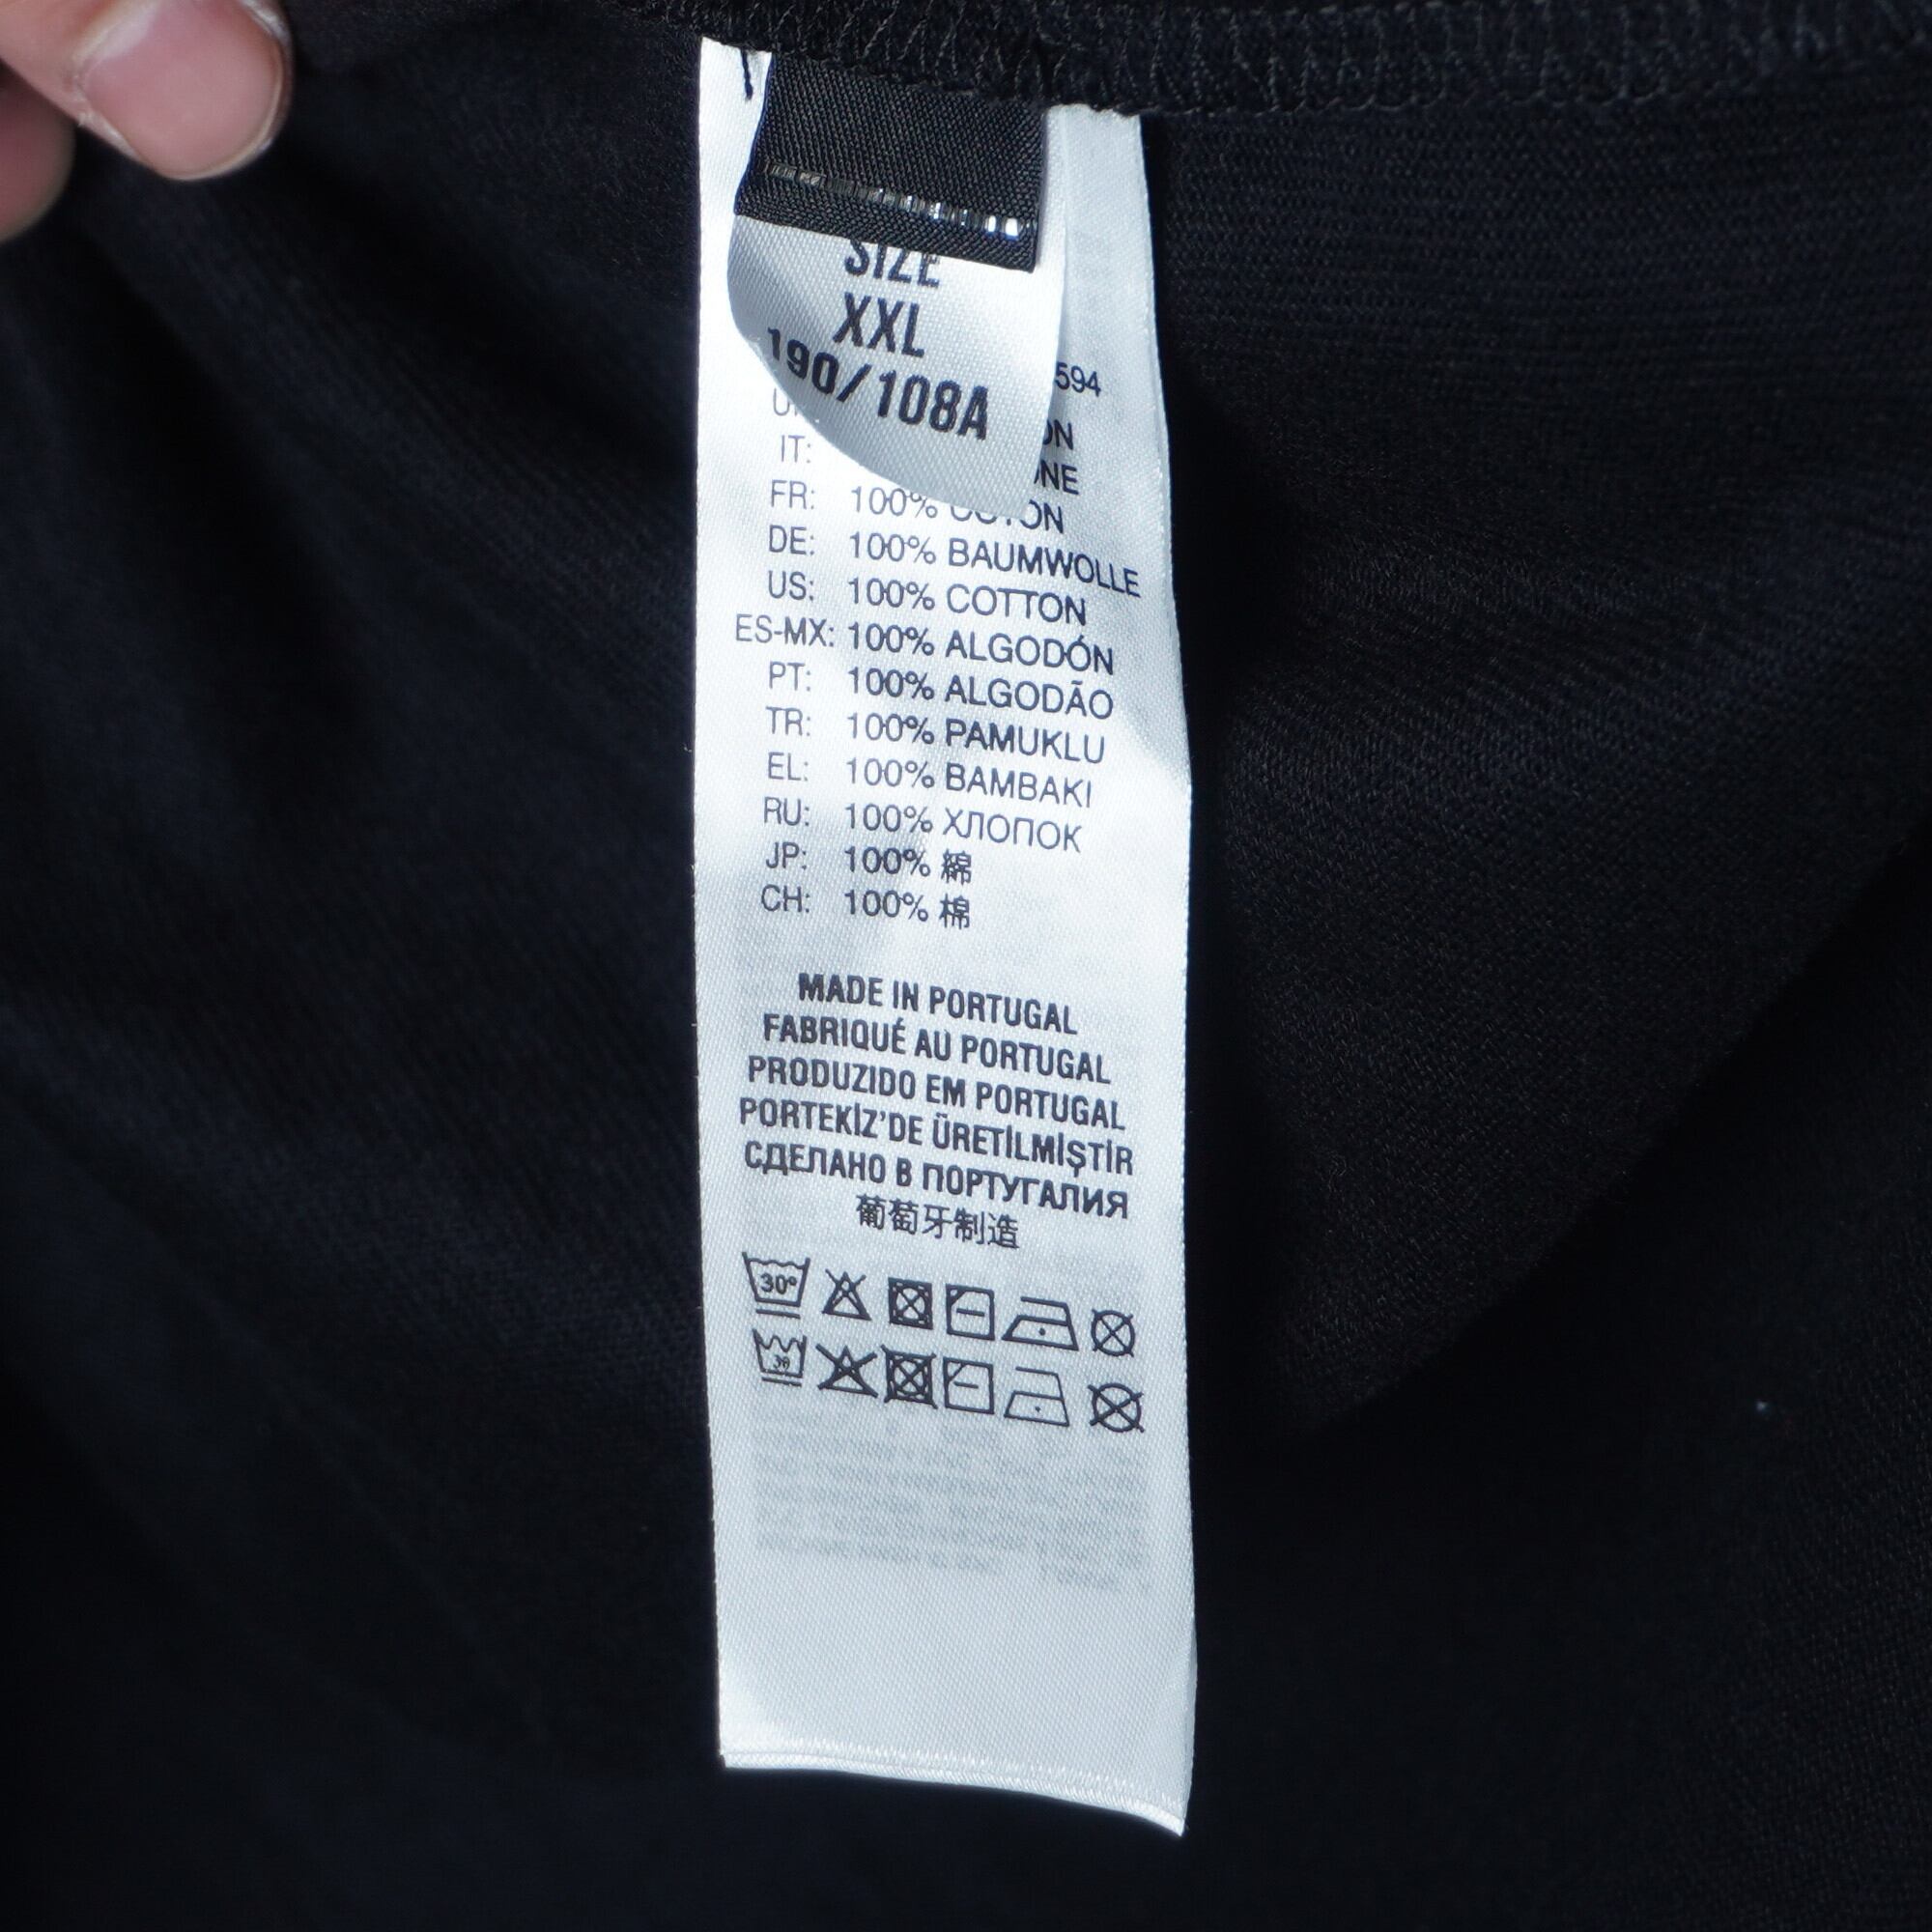 SIZE
XXL
190/108A
594
IT:
FR: 100% COTON
DE: 100% BAUMWOLLE
US: 100% COTTON
ES-MX: 100% ALGODÓN
PT: 100% ALGODÃO
TR: 100% PAMUKLU
EL: 100% BAMBAKI
RU: 100% ХЛОПОК
JP: 100% 綿
CH: 100% 棉
MADE IN PORTUGAL
FABRIQUÉ AU PORTUGAL
PRODUZIDO EM PORTUGAL
PORTEKİZ'DE ÜRETİLMİŞTİR
СДЕЛАНО В ПОРТУГАЛИЯ
葡萄牙制造
30°
30